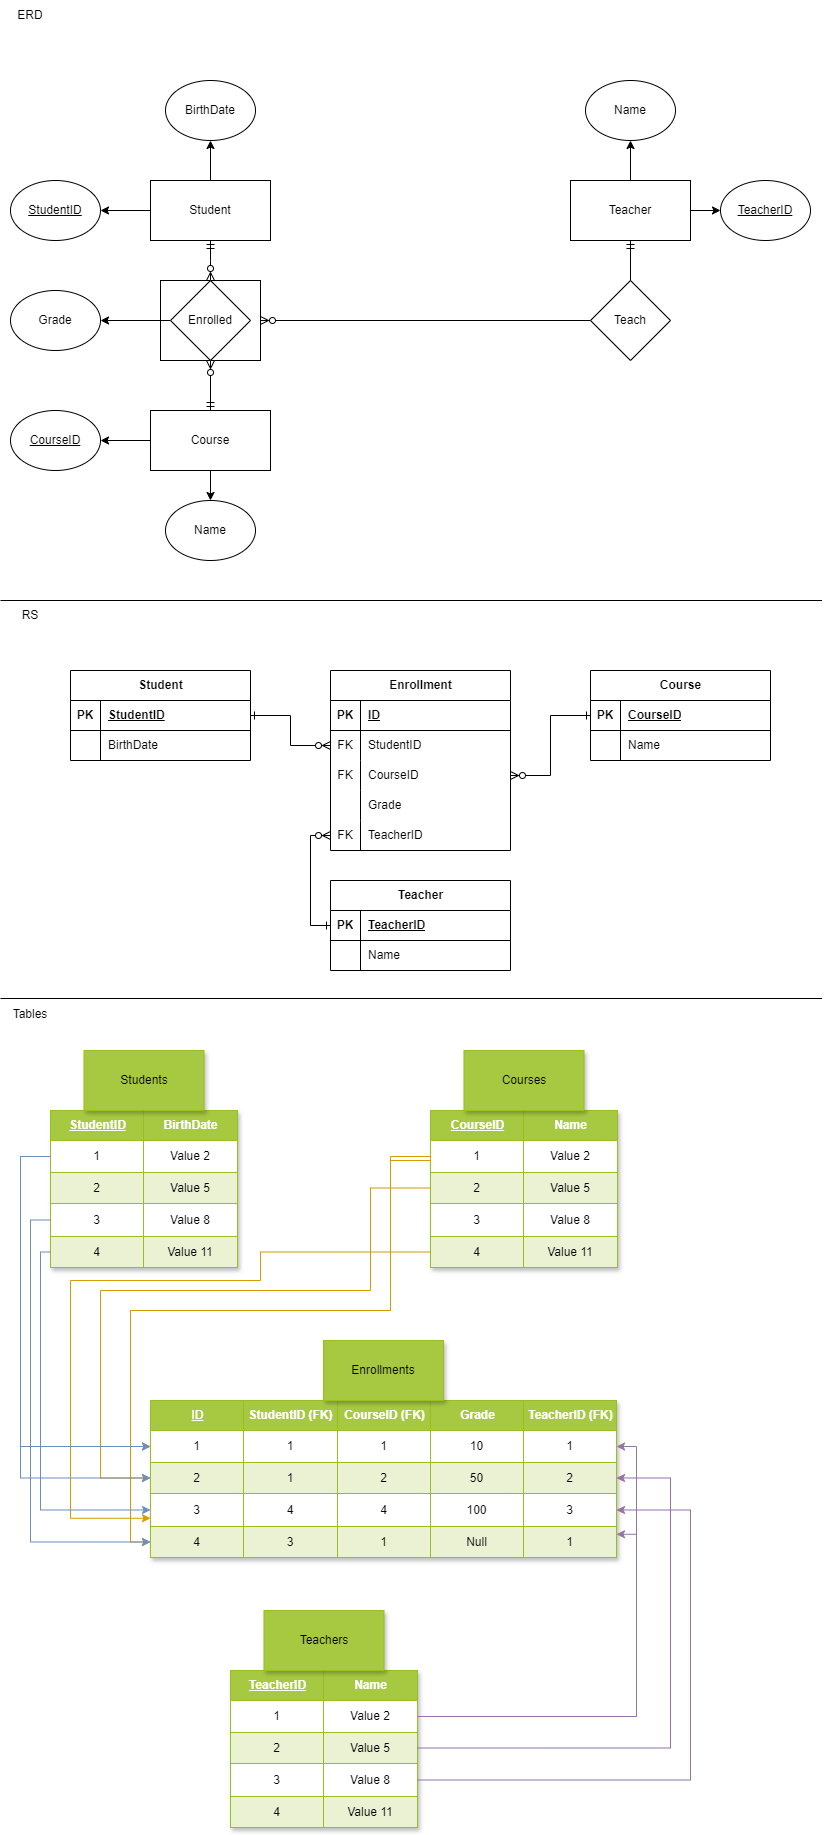 ERD
BirthDate
Name
StudentID
Student
Teacher
TeacherID
Grade
Enrolled
Teach
CourseID
Course
Name
RS
Student
PK StudentID
BirthDate
Enrollment
PK ID
FK StudentID
FK CourseID
Grade
FK TeacherID
Course
PK CourseID
Name
Teacher
PK TeacherID
Name
Tables
Students
StudentID BirthDate
1 Value 2
2 Value 5
3 Value 8
4 Value 11
Courses
CourseID Name
1 Value 2
2 Value 5
3 Value 8
4 Value 11
Enrollments
ID StudentID (FK) CourseID (FK) Grade TeacherID (FK)
1 1 1 10 1
2 1 2 50 2
3 4 4 100 3
4 3 1 Null 1
Teachers
TeacherID Name
1 Value 2
2 Value 5
3 Value 8
4 Value 11